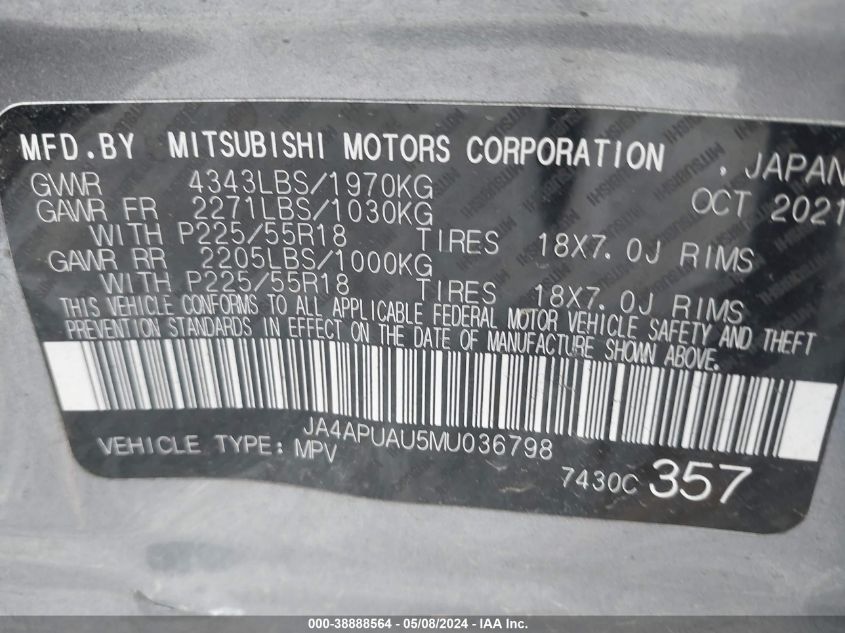 MFD.BY MITSUBISHI MOTORS CORPORATION , JAPAN
GVWR 4343LBS/1970KG OCT 2021
GAWR FR 2271LBS/1030KG
WITH P225/55R18 TIRES 18X7.0J RIMS
GAWR RR 2205LBS/1000KG
WITH P225/55R18 TIRES 18X7.0J RIMS
THIS VEHICLE CONFORMS TO ALL APPLICABLE FEDERAL MOTOR VEHICLE SAFETY AND THEFT
PREVENTION STANDARDS IN EFFECT ON THE DATE OF MANUFACTURE SHOWN ABOVE.
JA4APUAU5MU036798
VEHICLE TYPE: MPV
7430C 357
000-38888564 - 05/08/2024 - IAA Inc.